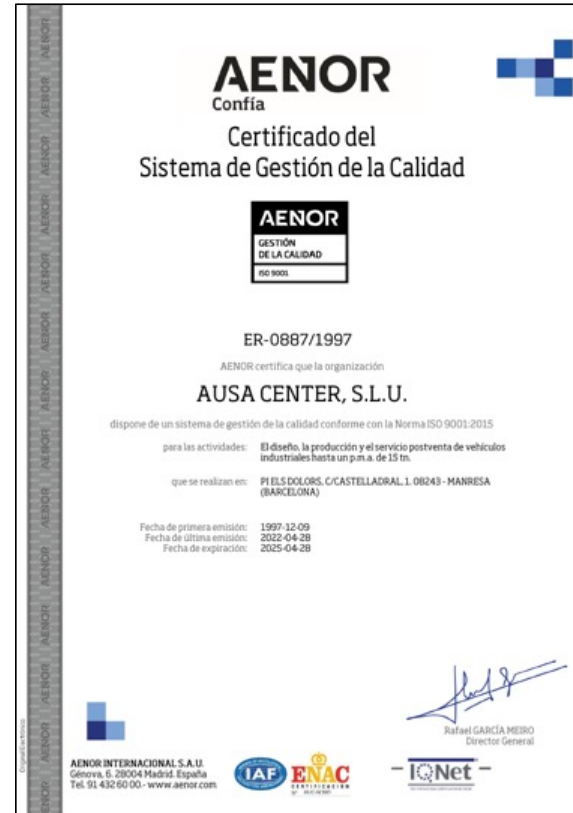 AENOR
Confía
Certificado del
Sistema de Gestión de la Calidad
AENOR
GESTIÓN
DE LA CALIDAD
ISO 9001
ER-0887/1997
AENOR certifica que la organización
AUSA CENTER, S.L.U.
dispone de un sistema de gestión de la calidad conforme con la Norma ISO 9001:2015
para las actividades: El diseño, la producción y el servicio postventa de vehículos
industriales hasta un p.m.a. de 15 tn.
que se realizan en: PI ELS DOLORS, C/CASTELLADRAL, 1. 08243 - MANRESA
(BARCELONA)
Fecha de primera emisión: 1997-12-09
Fecha de última emisión: 2022-04-28
Fecha de expiración: 2025-04-28
Rafael GARCÍA MEIRO
Director General
Original Electrónico
AENOR INTERNACIONAL S.A.U.
Génova, 6. 28004 Madrid. España
Tel. 91 432 60 00.- www.aenor.com
IAF
ENAC
CERTIFICACIÓN
- IQNet -